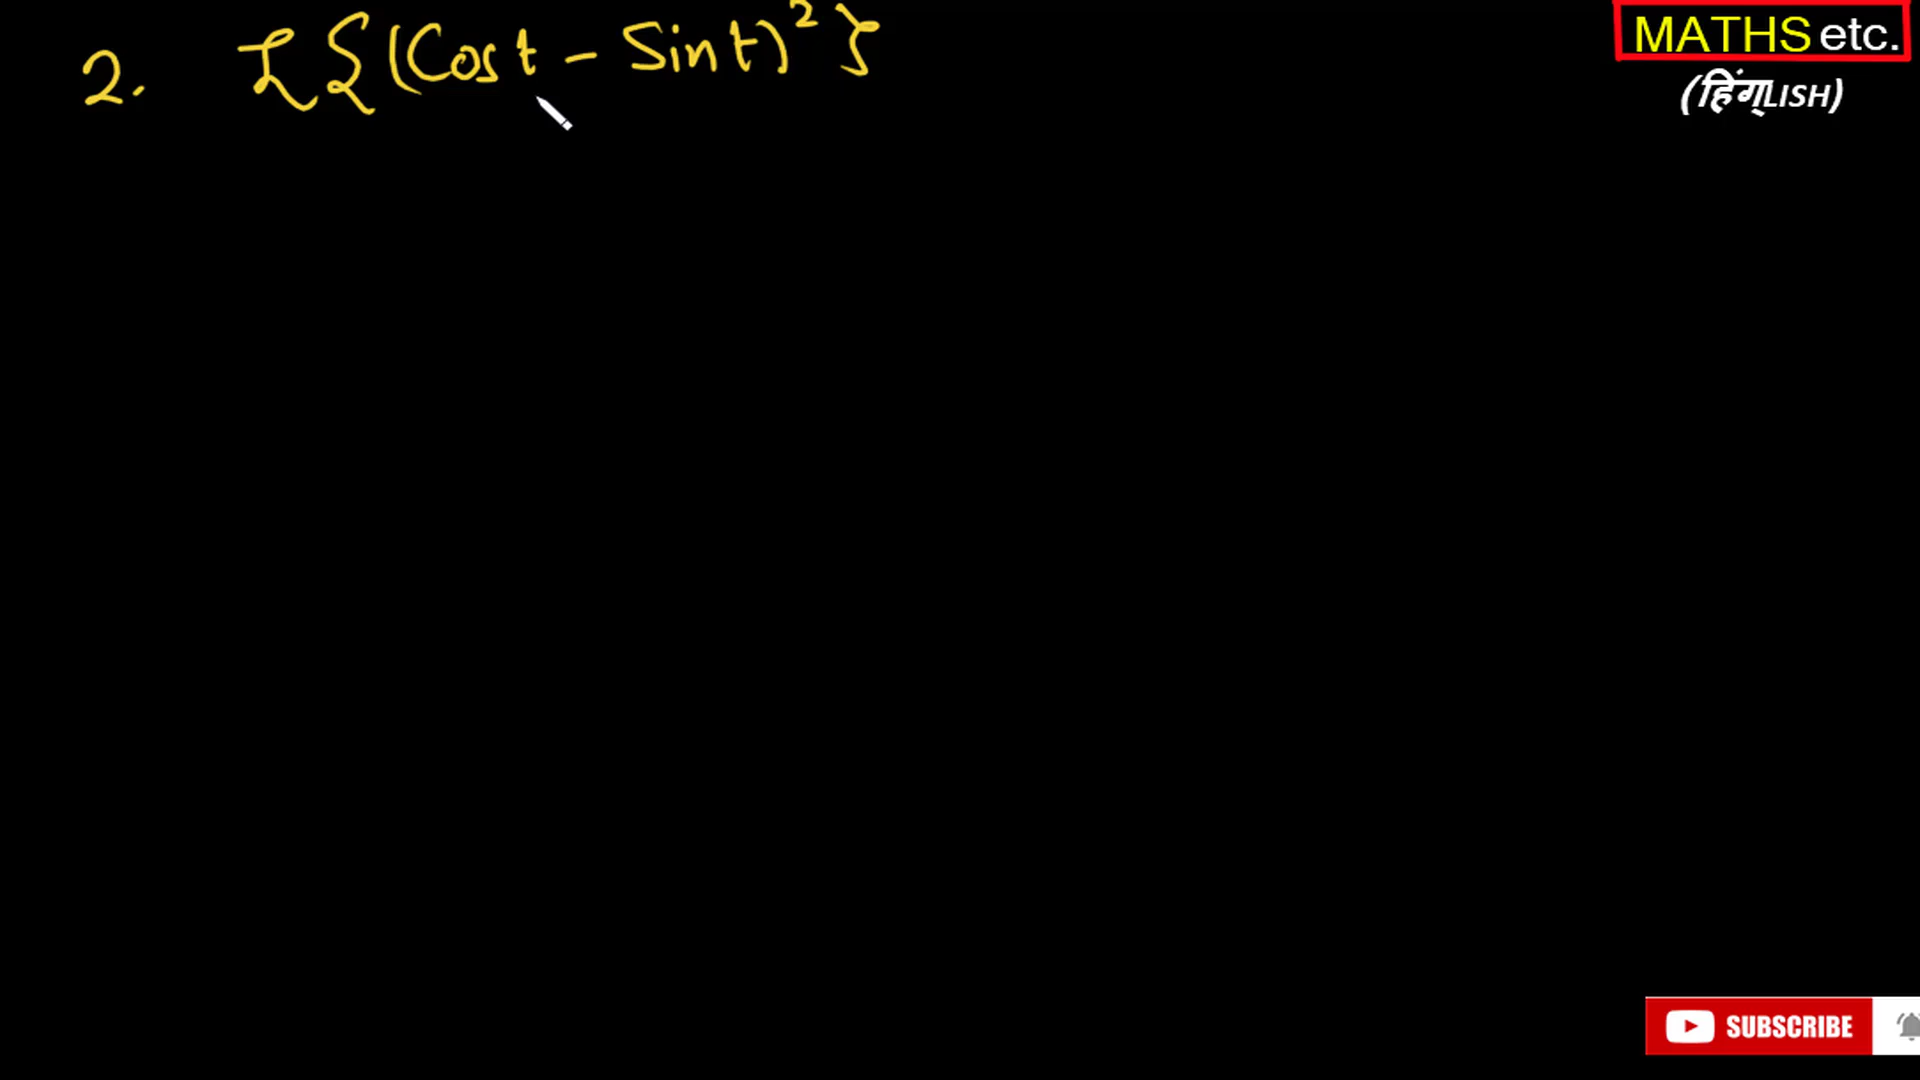 2. ℒ{(Cos t - Sin t)²}
MATHS etc.
(हिंग्LISH)
SUBSCRIBE